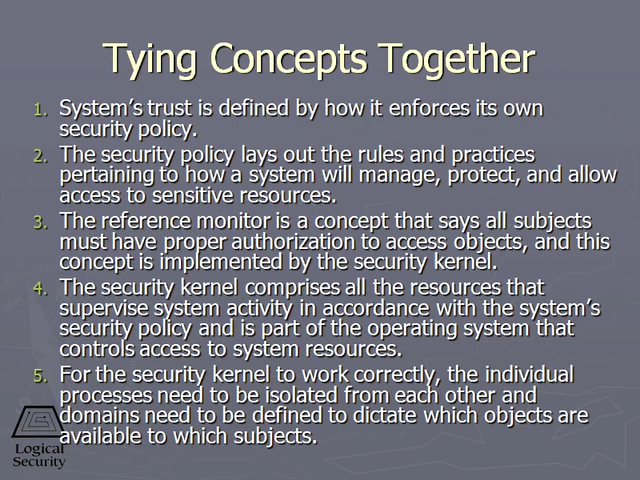 Tying Concepts Together
1. System's trust is defined by how it enforces its own
security policy.
2. The security policy lays out the rules and practices
pertaining to how a system will manage, protect, and allow
access to sensitive resources.
3. The reference monitor is a concept that says all subjects
must have proper authorization to access objects, and this
concept is implemented by the security kernel.
4. The security kernel comprises all the resources that
supervise system activity in accordance with the system's
security policy and is part of the operating system that
controls access to system resources.
5. For the security kernel to work correctly, the individual
processes need to be isolated from each other and
domains need to be defined to dictate which objects are
available to which subjects.
Logical
Security